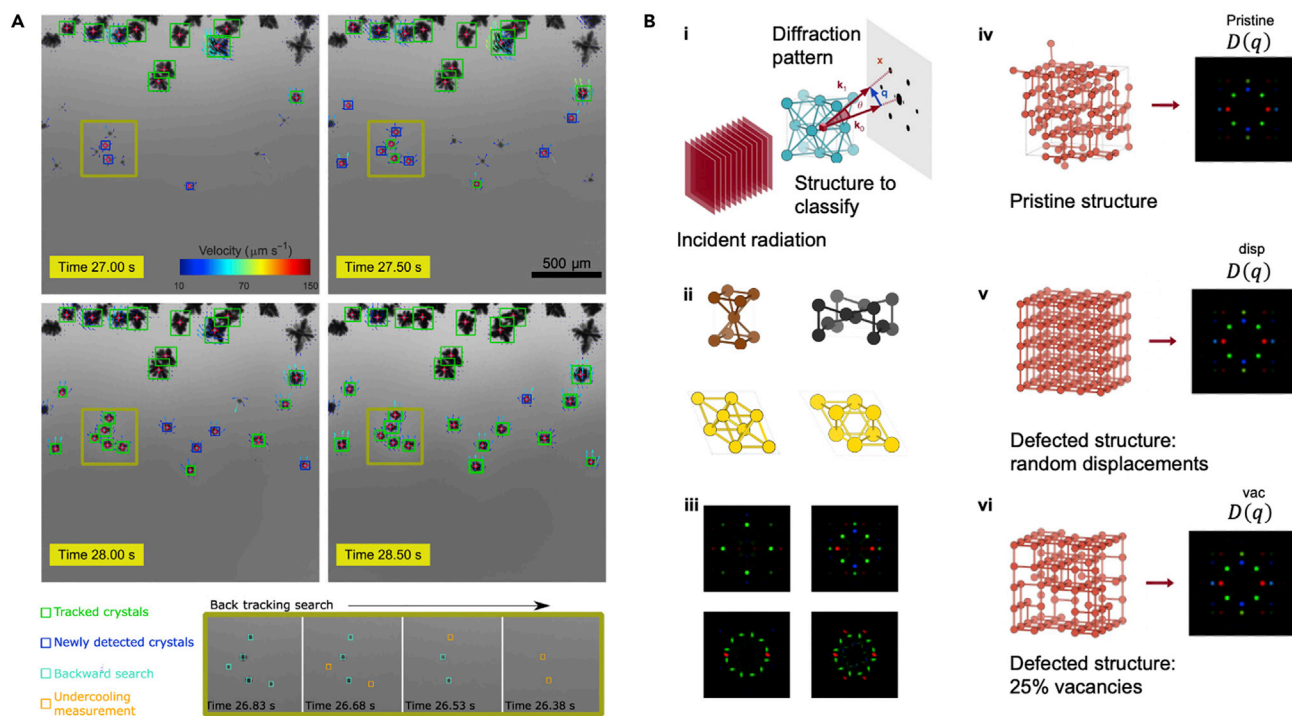 A
Velocity (μm s⁻¹)
10
70
150
Time 27.00 s
500 μm
Time 27.50 s
Time 28.00 s
Time 28.50 s
Tracked crystals
Newly detected crystals
Backward search
Undercooling
measurement
Back tracking search
Time 26.83 s
Time 26.68 s
Time 26.53 s
Time 26.38 s
B
i
Diffraction
pattern
x
k₁
q
θ
k₀
Structure to
classify
Incident radiation
ii
iii
iv
Pristine
D(q)
Pristine structure
v
disp
D(q)
Defected structure:
random displacements
vi
vac
D(q)
Defected structure:
25% vacancies